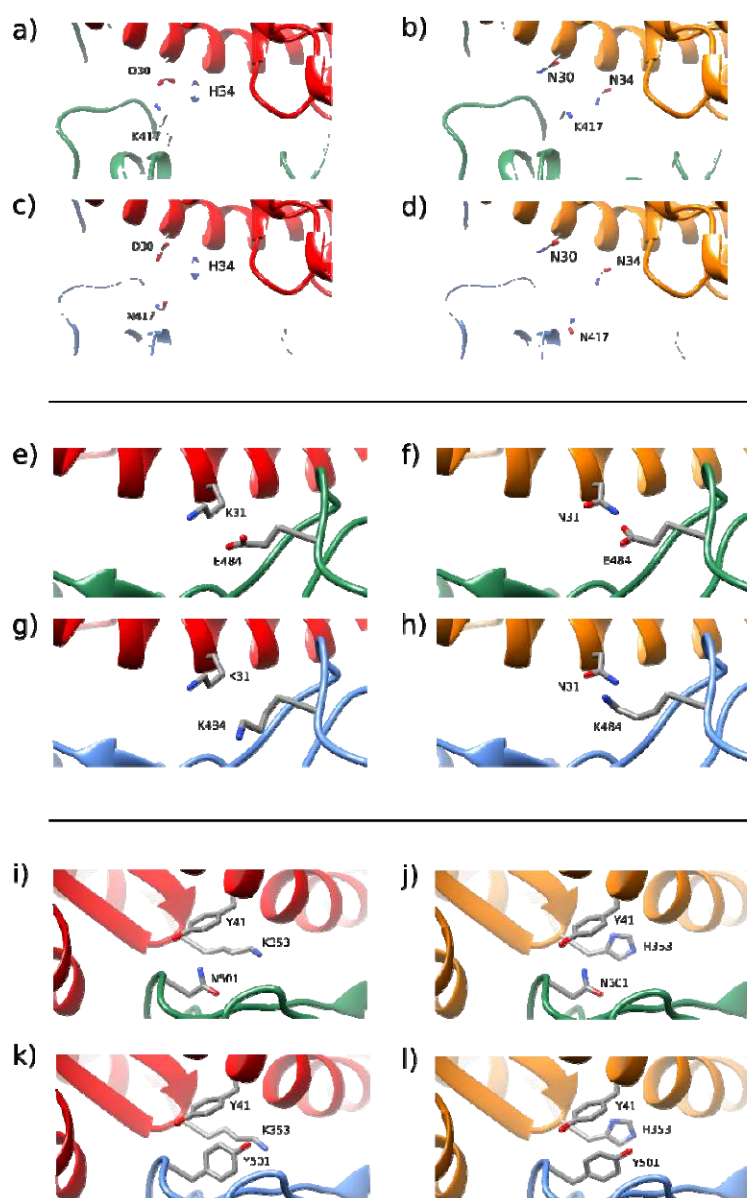 a)
b)
D30
H34
K417
N30
N34
K417
c)
d)
D30
H34
N417
N30
N34
N417
e)
f)
K31
E484
N31
E484
g)
h)
K31
K484
N31
K484
i)
j)
Y41
K353
N501
Y41
H353
N501
k)
l)
Y41
K353
Y501
Y41
H353
Y501